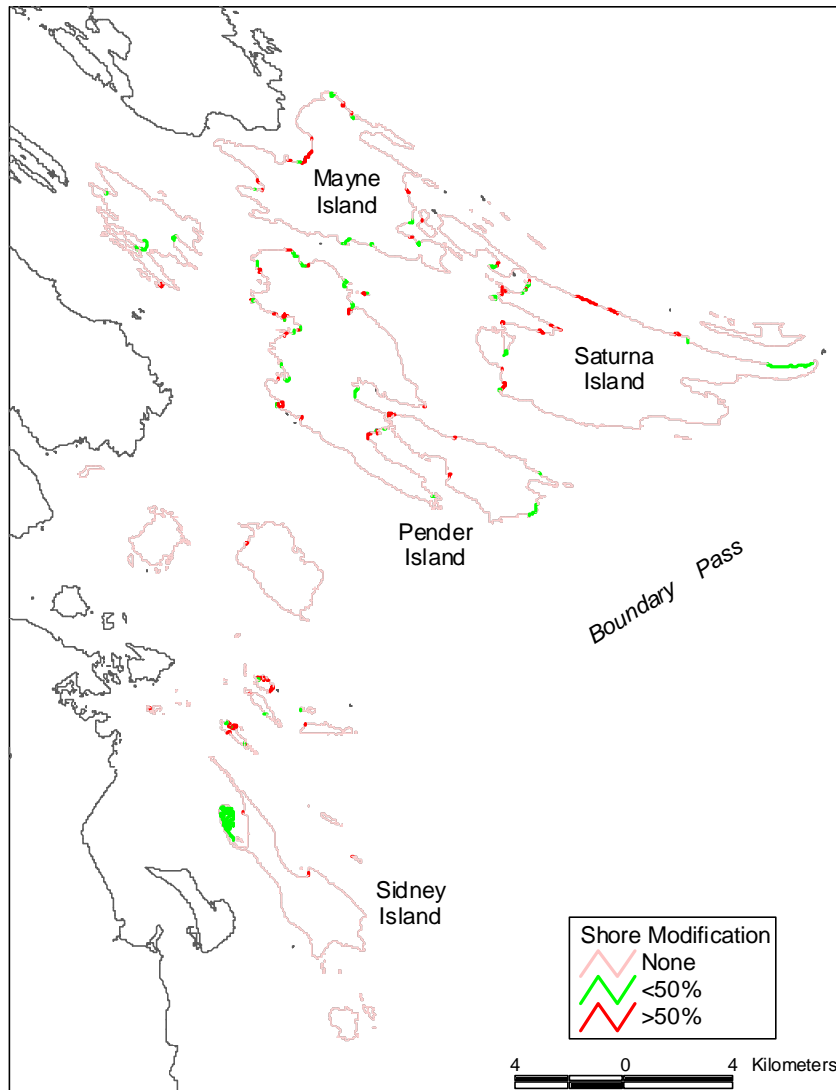 Mayne
Island
Saturna
Island
Pender
Island
Boundary Pass
Sidney
Island
Shore Modification
None
<50%
>50%
4 0 4 Kilometers